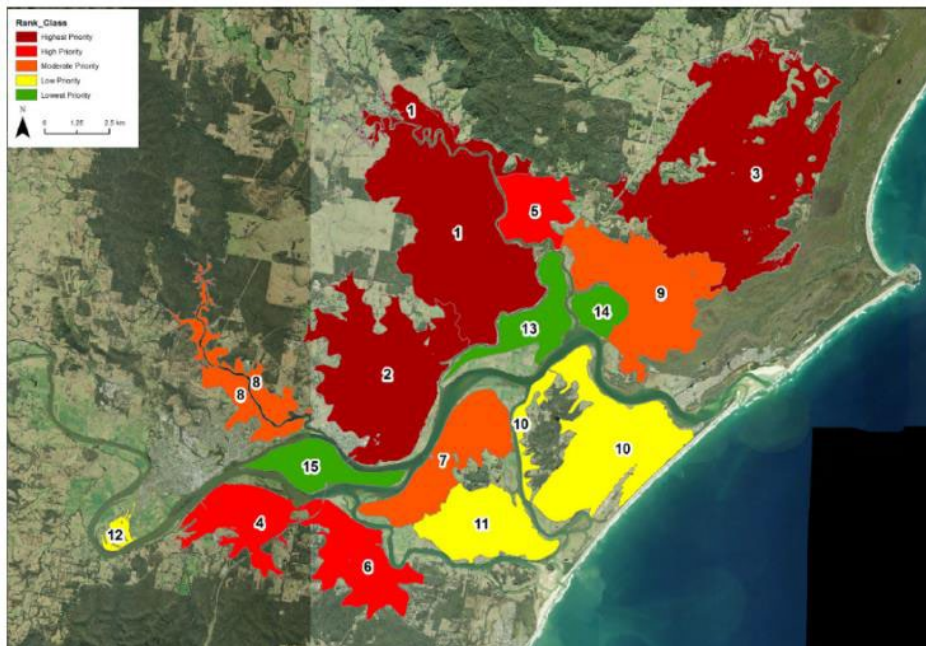 Rank_Class
Highest Priority
High Priority
Moderate Priority
Low Priority
Lowest Priority
N
0 1.25 2.5 km
1
3
5
1
9
14
13
2
8
8
10
10
7
15
4
11
12
6